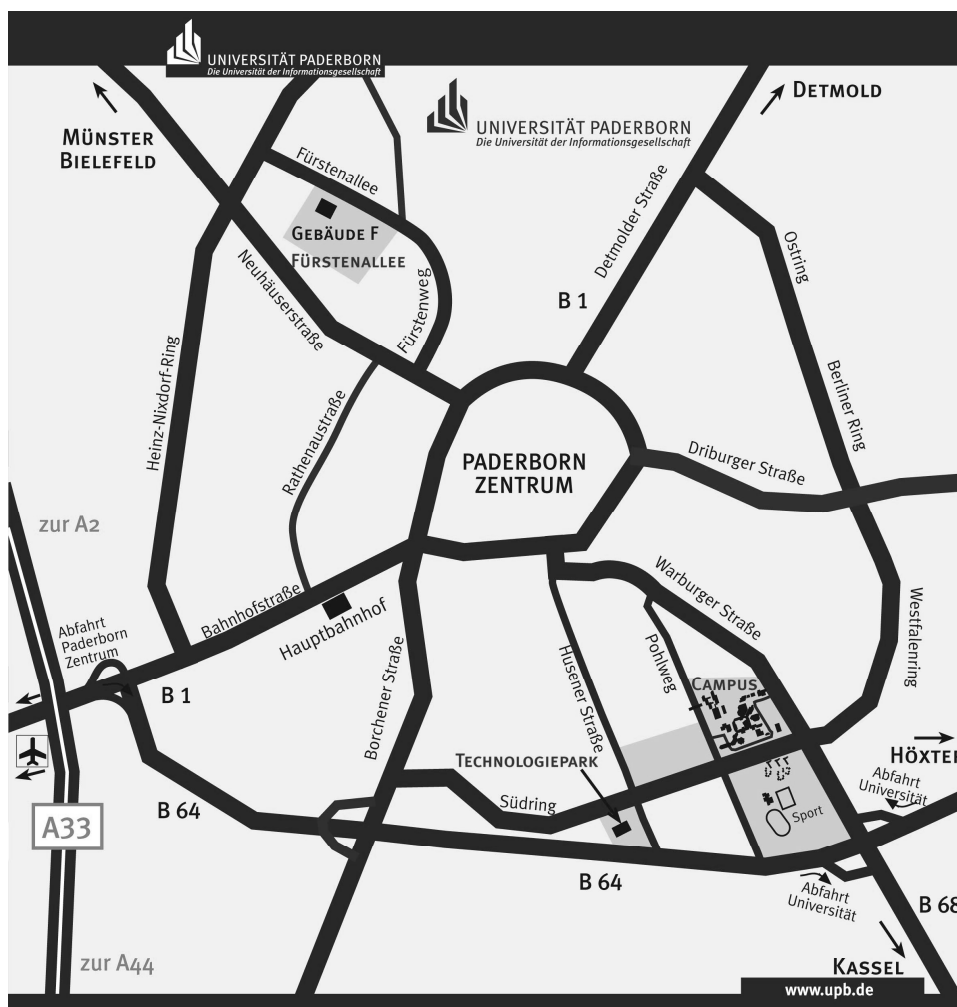 UNIVERSITÄT PADERBORN
Die Universität der Informationsgesellschaft
UNIVERSITÄT PADERBORN
Die Universität der Informationsgesellschaft
DETMOLD
MÜNSTER
BIELEFELD
Fürstenallee
GEBÄUDE F
FÜRSTENALLEE
Neuhäuserstraße
Fürstenweg
Detmolder Straße
B 1
Ostring
Berliner Ring
Heinz-Nixdorf-Ring
Rathenaustraße
PADERBORN
ZENTRUM
Driburger Straße
zur A2
Bahnhofstraße
Hauptbahnhof
Abfahrt
Paderborn
Zentrum
B 1
Borchener Straße
Husener Straße
Pohlweg
Warburger Straße
Westfalenring
CAMPUS
TECHNOLOGIEPARK
HÖXTER
Abfahrt
Universität
Südring
Sport
B 64
A33
B 64
Abfahrt
Universität
B 68
zur A44
KASSEL
www.upb.de